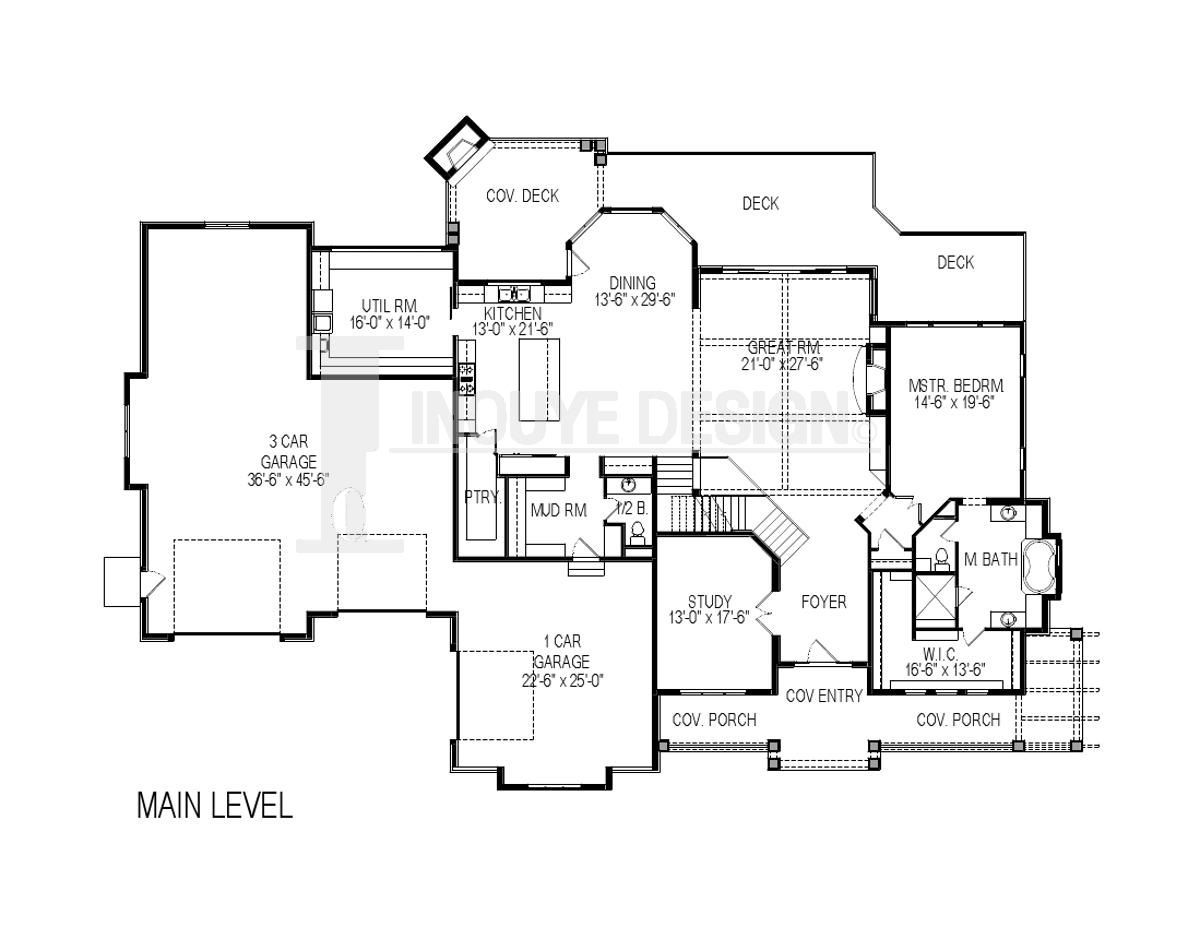 COV. DECK
DECK
DECK
DINING
13'-6" x 29'-6"
UTIL RM.
16'-0" x 14'-0"
KITCHEN
13'-0" x 21'-6"
GREAT RM.
21'-0" x 27'-6"
MSTR. BEDRM
14'-6" x 19'-6"
INOUYE DESIGN©
3 CAR
GARAGE
36'-6" x 45'-6"
PTRY.
MUD RM
1/2 B.
M. BATH
STUDY
13'-0" x 17'-6"
FOYER
1 CAR
GARAGE
22'-6" x 25'-0"
W.I.C.
16'-6" x 13'-6"
COV ENTRY
COV. PORCH
COV. PORCH
MAIN LEVEL